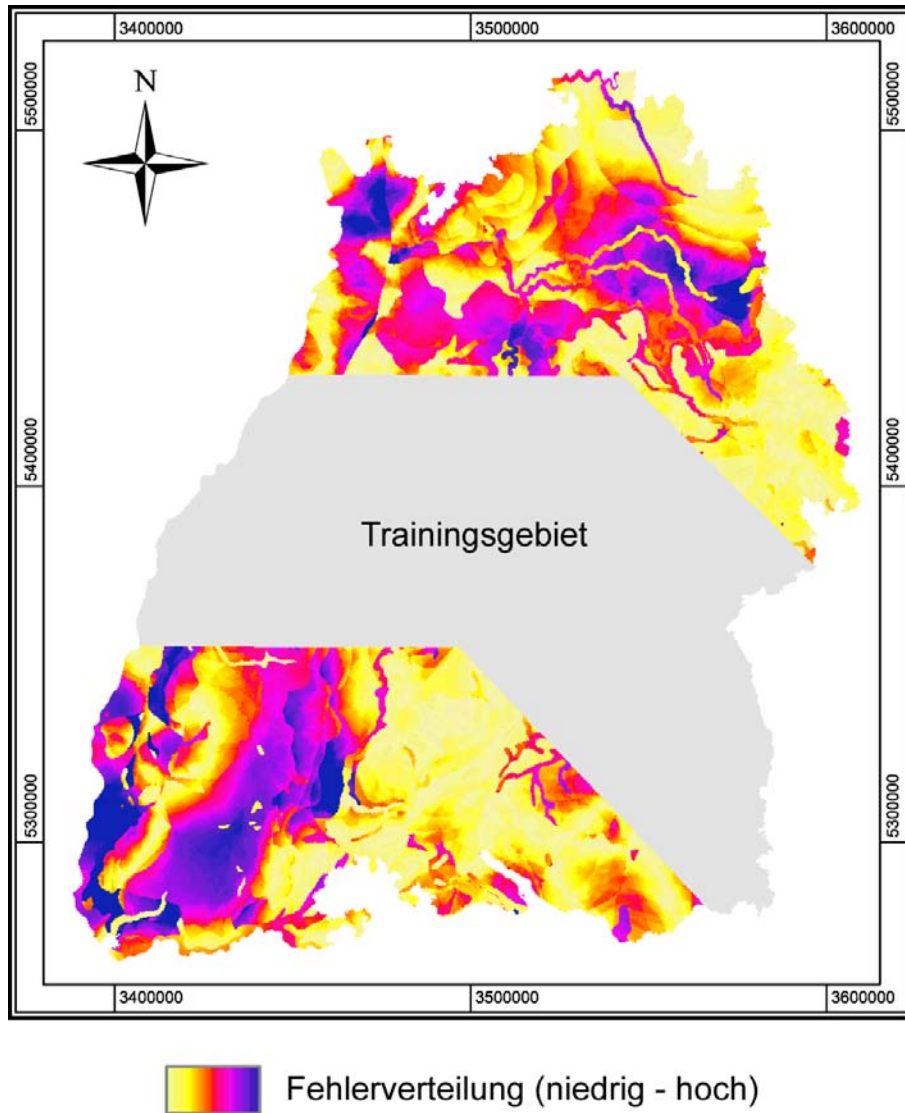 3400000 3500000 3600000
N
5500000 5500000
5400000 5400000
Trainingsgebiet
5300000 5300000
3400000 3500000 3600000
Fehlerverteilung (niedrig - hoch)